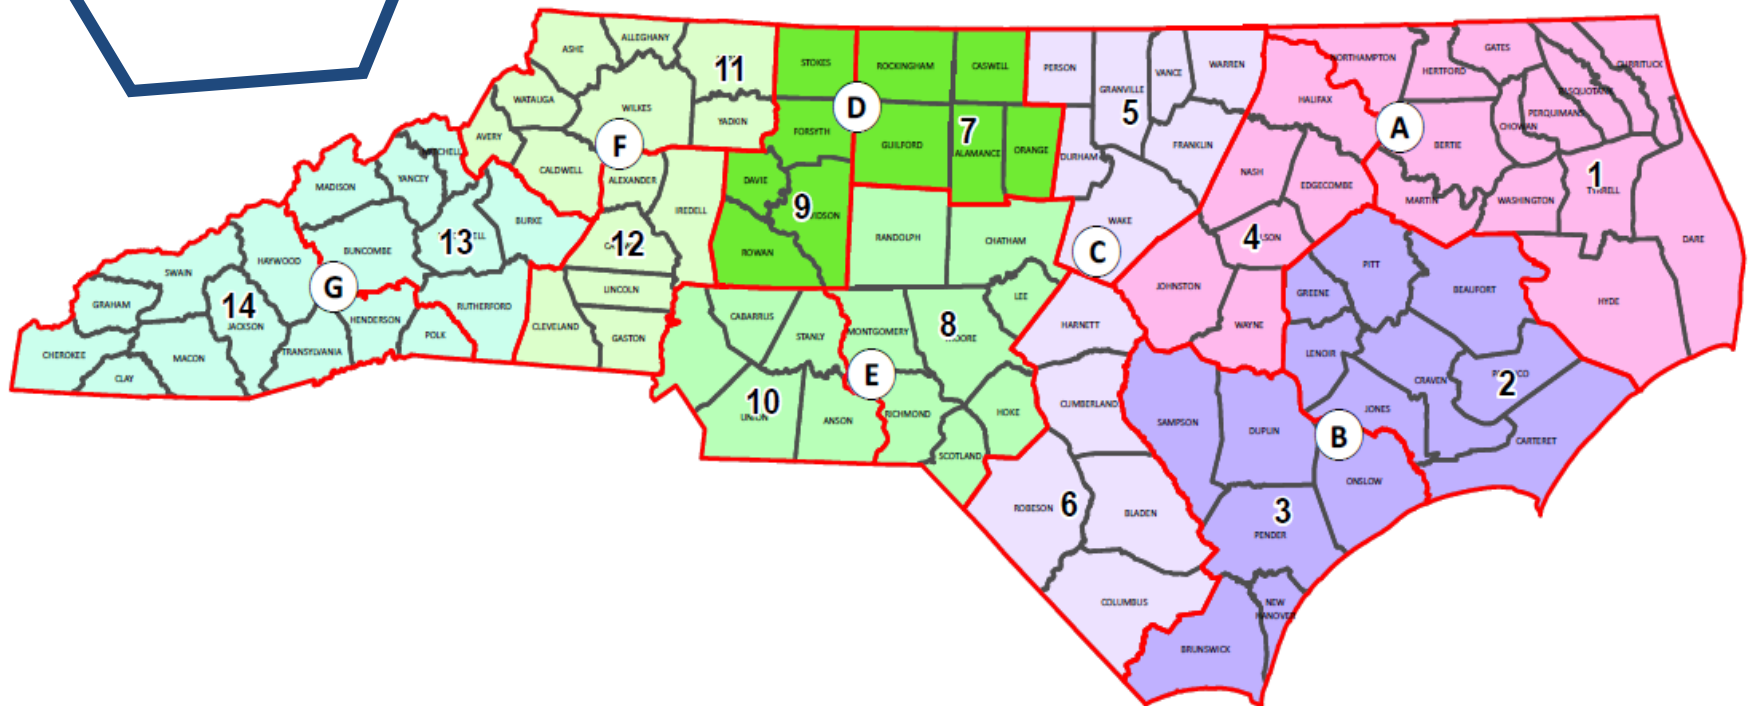 ASHE
ALLEGHANY
11
WATAUGA
WILKES
YADKIN
AVERY
F
CALDWELL
ALEXANDER
IREDELL
12
LINCOLN
CLEVELAND
GASTON
MITCHELL
YANCEY
MADISON
BURKE
BUNCOMBE
13
HAYWOOD
SWAIN
G
GRAHAM
14
JACKSON
HENDERSON
RUTHERFORD
POLK
CHEROKEE
MACON
TRANSYLVANIA
CLAY
STOKES
ROCKINGHAM
CASWELL
D
FORSYTH
GUILFORD
7
ALAMANCE
ORANGE
DAVIE
9
ROWAN
RANDOLPH
CHATHAM
LEE
CABARRUS
STANLY
MONTGOMERY
8
E
10
UNION
ANSON
RICHMOND
HOKE
SCOTLAND
PERSON
GRANVILLE
VANCE
WARREN
5
FRANKLIN
DURHAM
WAKE
C
HARNETT
CUMBERLAND
6
ROBESON
BLADEN
COLUMBUS
NORTHAMPTON
GATES
HERTFORD
CURRITUCK
PASQUOTANK
HALIFAX
PERQUIMANS
CHOWAN
A
BERTIE
NASH
EDGECOMBE
MARTIN
WASHINGTON
1
TYRRELL
DARE
HYDE
4
JOHNSTON
WAYNE
PITT
GREENE
BEAUFORT
LENOIR
CRAVEN
2
JONES
CARTERET
B
SAMPSON
DUPLIN
ONSLOW
3
PENDER
NEW
HANOVER
BRUNSWICK